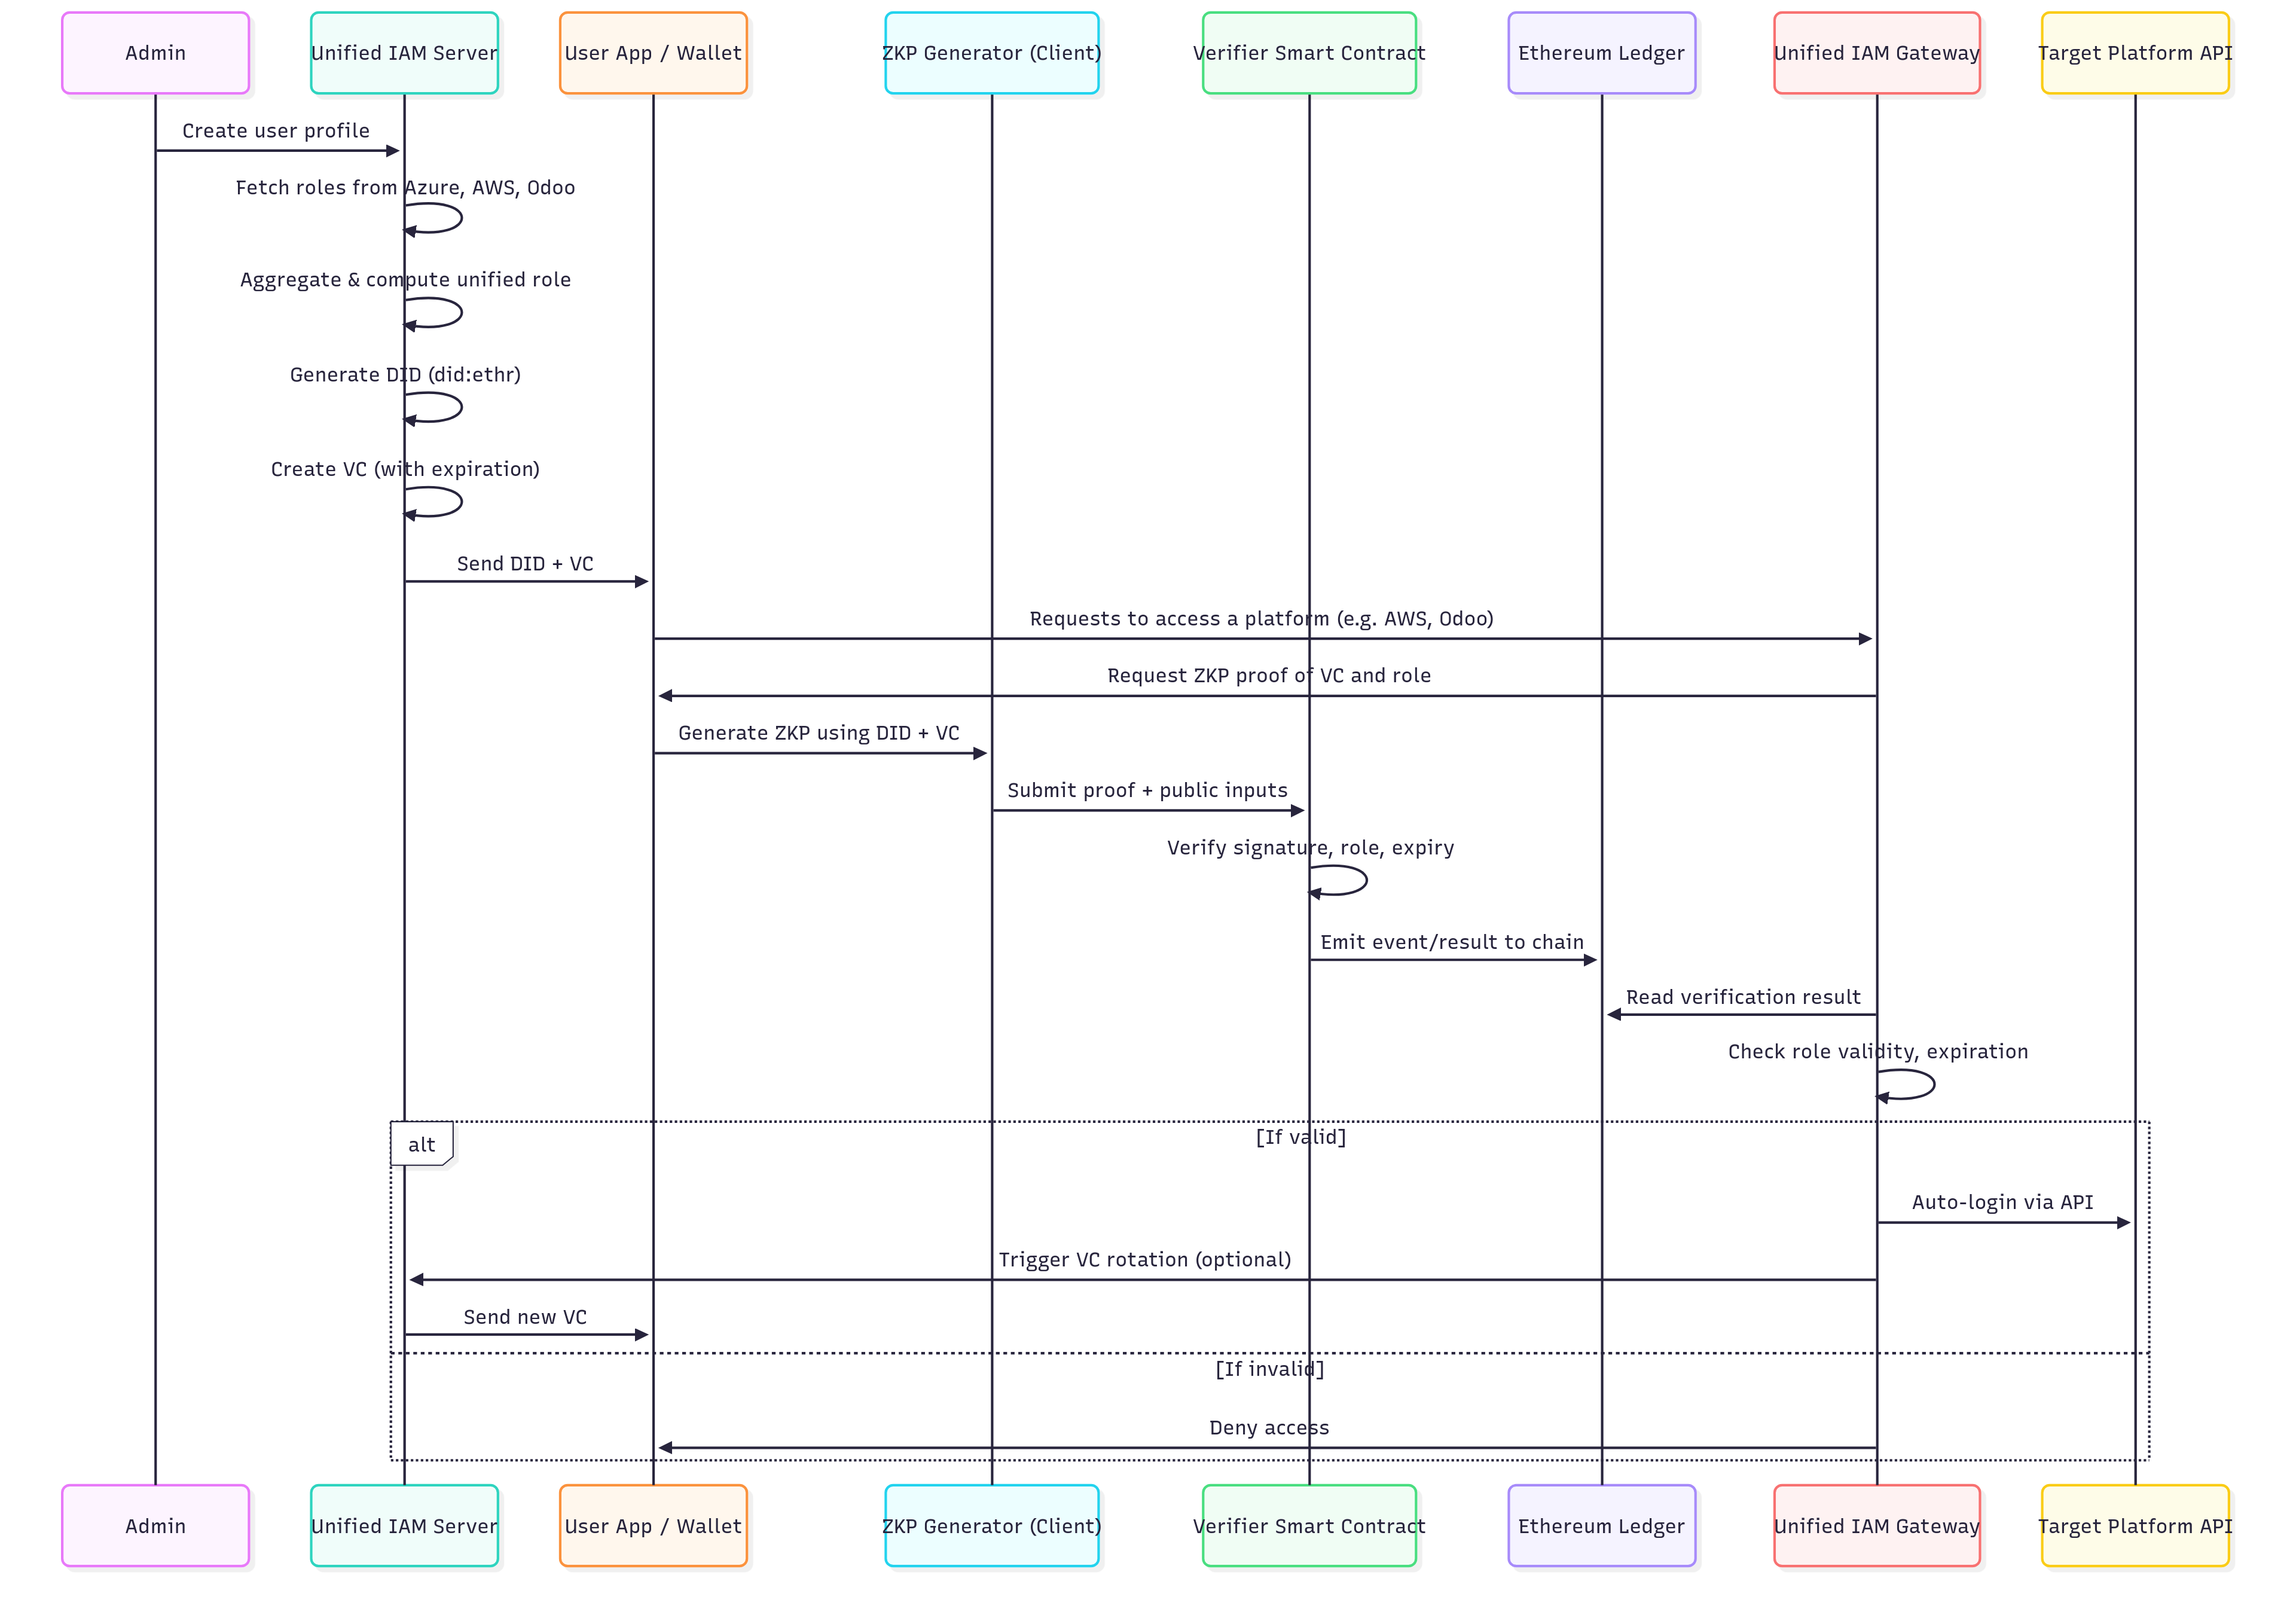 Admin
Unified IAM Server
User App / Wallet
ZKP Generator (Client)
Verifier Smart Contract
Ethereum Ledger
Unified IAM Gateway
Target Platform API
Create user profile
Fetch roles from Azure, AWS, Odoo
Aggregate & compute unified role
Generate DID (did:ethr)
Create VC (with expiration)
Send DID + VC
Requests to access a platform (e.g. AWS, Odoo)
Request ZKP proof of VC and role
Generate ZKP using DID + VC
Submit proof + public inputs
Verify signature, role, expiry
Emit event/result to chain
Read verification result
Check role validity, expiration
alt
[If valid]
Auto-login via API
Trigger VC rotation (optional)
Send new VC
[If invalid]
Deny access
Admin
Unified IAM Server
User App / Wallet
ZKP Generator (Client)
Verifier Smart Contract
Ethereum Ledger
Unified IAM Gateway
Target Platform API